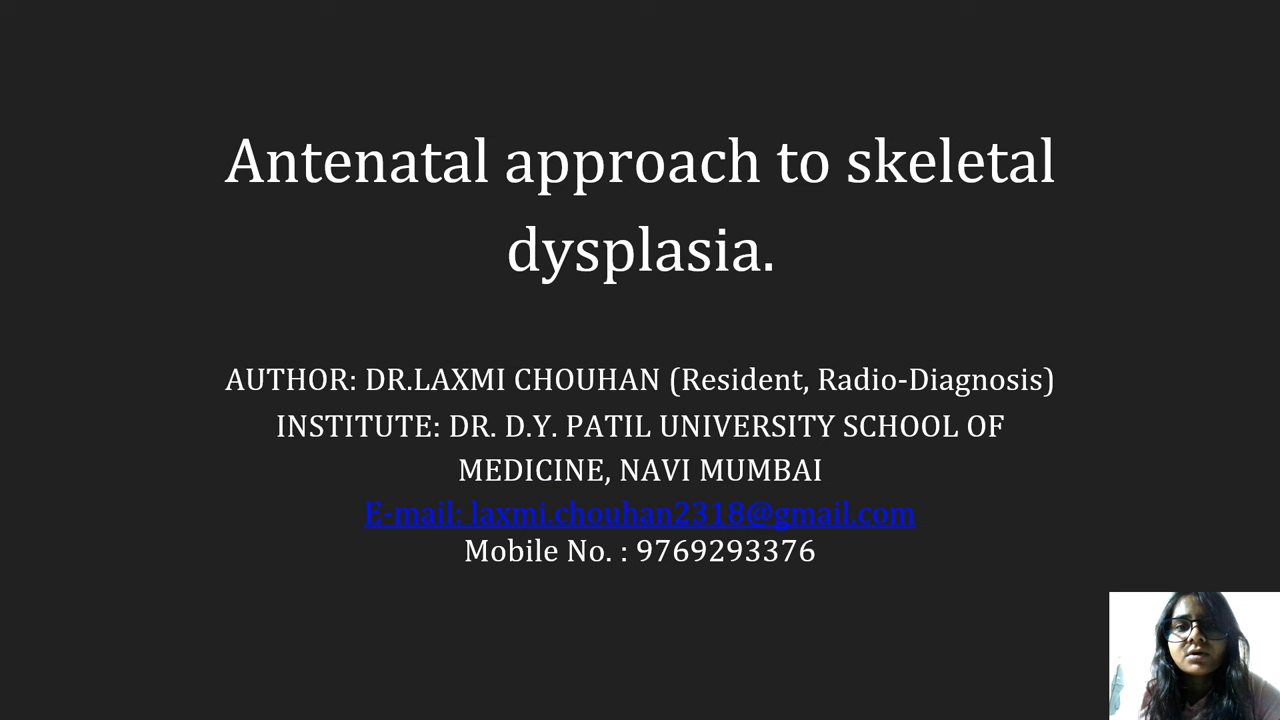 Antenatal approach to skeletal
dysplasia.
AUTHOR: DR.LAXMI CHOUHAN (Resident, Radio-Diagnosis)
INSTITUTE: DR. D.Y. PATIL UNIVERSITY SCHOOL OF
MEDICINE, NAVI MUMBAI
E-mail: laxmi.chouhan2318@gmail.com
Mobile No. : 9769293376